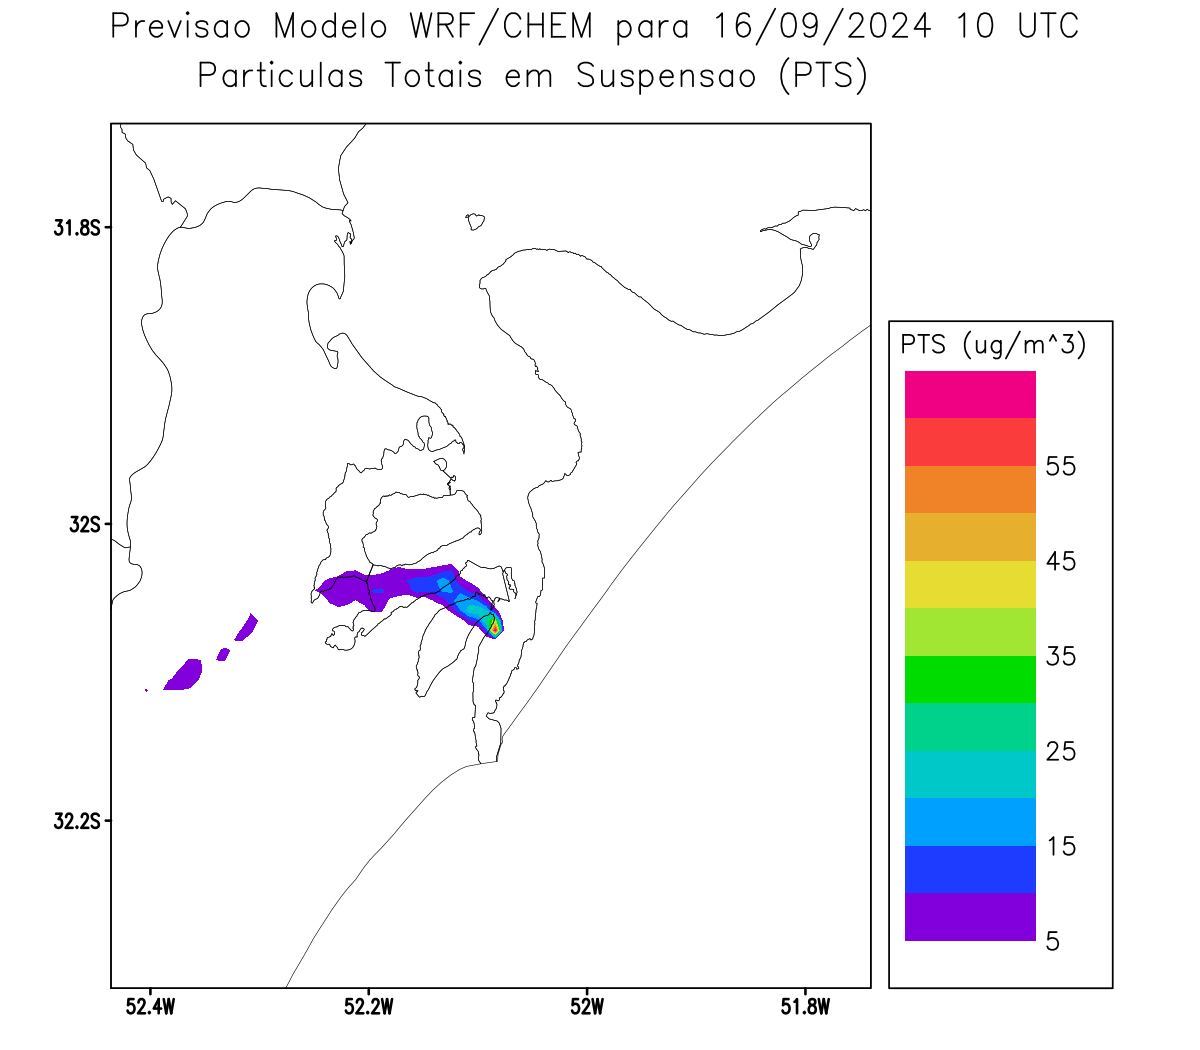 Previsao Modelo WRF/CHEM para 16/09/2024 10 UTC
Particulas Totais em Suspensao (PTS)
31.8S
32S
32.2S
52.4W
52.2W
52W
51.8W
PTS (ug/m^3)
55
45
35
25
15
5